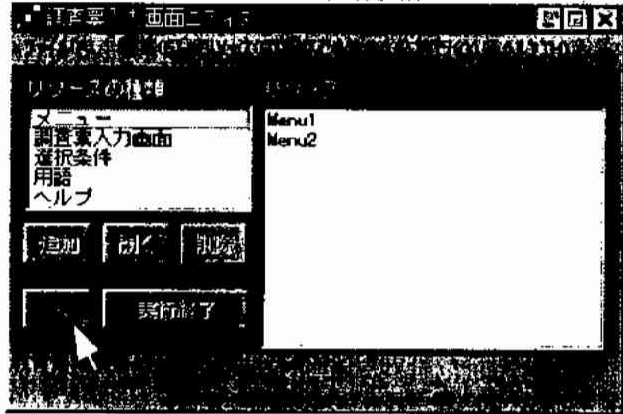 リソースの種類
メニュー
調査票入力画面
選択条件
用語
ヘルプ
Menu1
Menu2
追加
開く
削除
実行終了